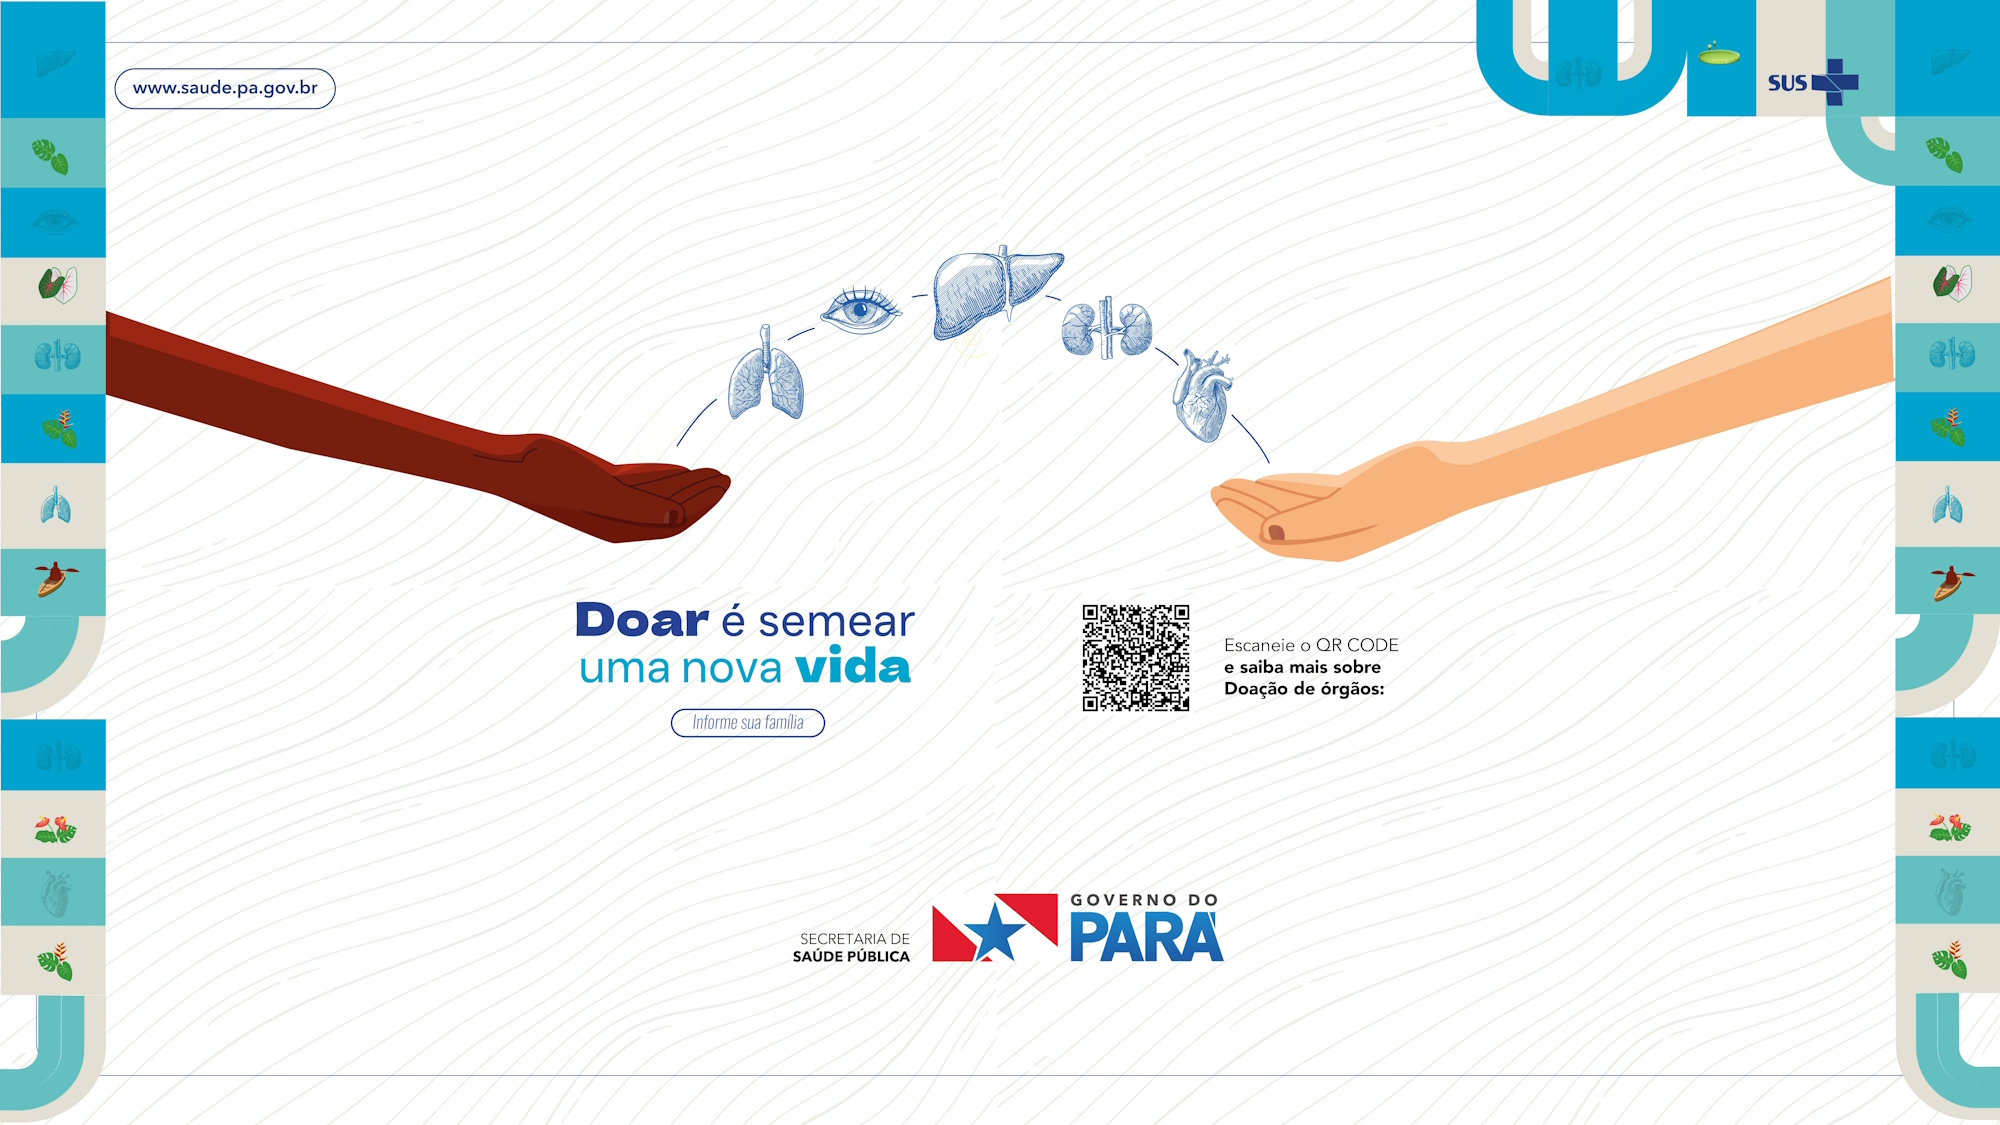 www.saude.pa.gov.br
SUS
Doar é semear
uma nova vida
Informe sua família
Escaneie o QR CODE
e saiba mais sobre
Doação de órgãos:
SECRETARIA DE
SAÚDE PÚBLICA
GOVERNO DO
PARÁ